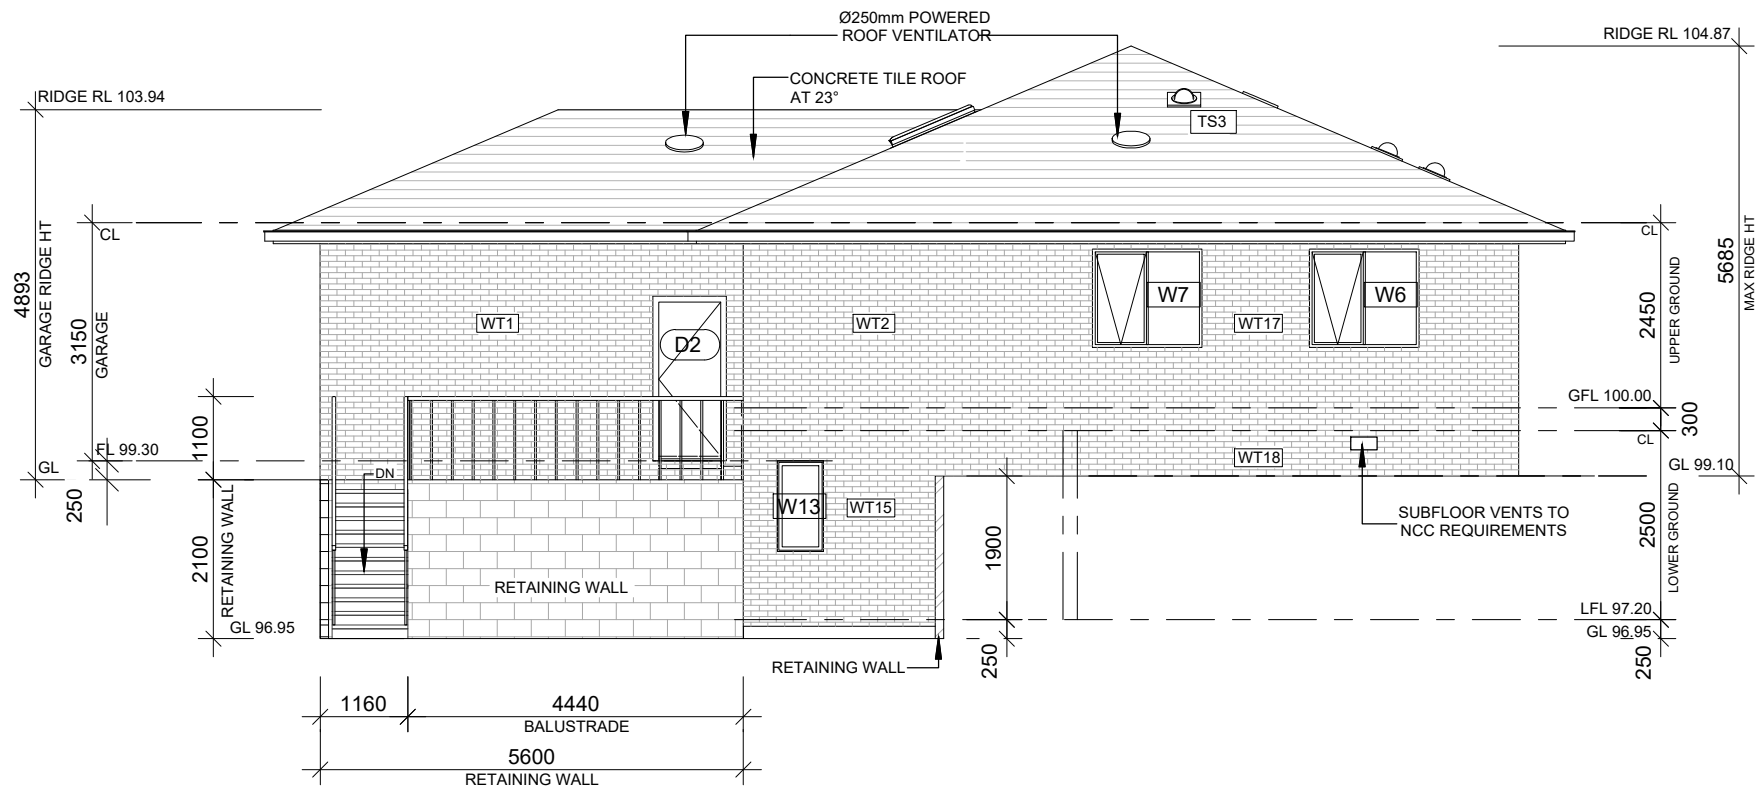 Ø250mm POWERED
ROOF VENTILATOR
RIDGE RL 104.87
CONCRETE TILE ROOF
AT 23°
RIDGE RL 103.94
TS3
CL
CL
4893
GARAGE RIDGE HT
3150
GARAGE
WT1
D2
WT2
W7
WT17
W6
2450
UPPER GROUND
5685
MAX RIDGE HT
GFL 100.00
300
CL
1100
FL 99.30
GL
250
DN
WT18
GL 99.10
W13
WT15
SUBFLOOR VENTS TO
NCC REQUIREMENTS
2100
RETAINING WALL
RETAINING WALL
1900
2500
LOWER GROUND
LFL 97.20
GL 96.95
GL 96.95
RETAINING WALL
250
250
1160
4440
BALUSTRADE
5600
RETAINING WALL